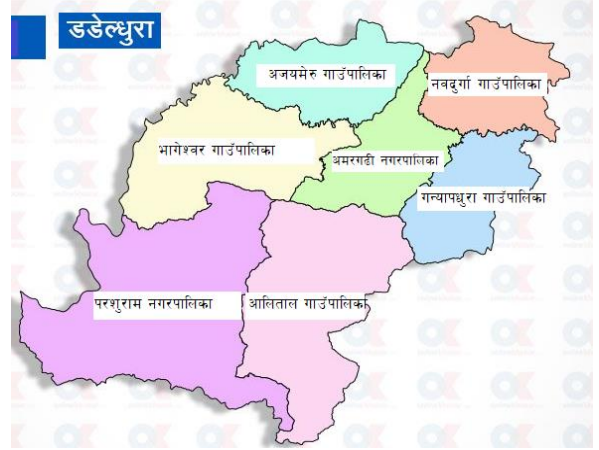 डडेल्धुरा
अजयमेरु गाउँपालिका
नवदुर्गा गाउँपालिका
भागेश्वर गाउँपालिका
अमरगढी नगरपालिका
गन्यापधुरा गाउँपालिका
परशुराम नगरपालिका
आलिताल गाउँपालिका